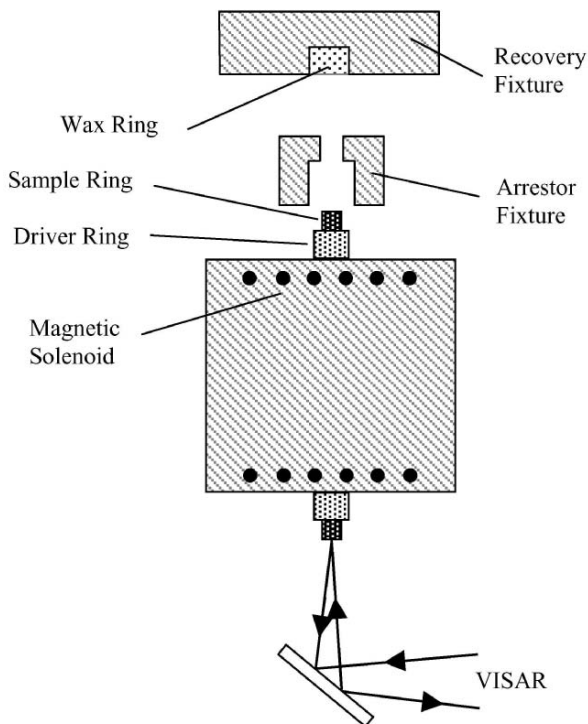 Recovery
Fixture
Wax Ring
Sample Ring
Arrestor
Fixture
Driver Ring
Magnetic
Solenoid
VISAR